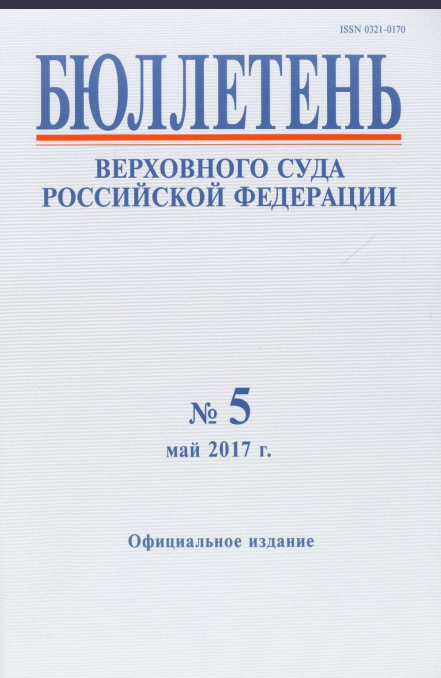 ISSN 0321-0170
БЮЛЛЕТЕНЬ
ВЕРХОВНОГО СУДА
РОССИЙСКОЙ ФЕДЕРАЦИИ
№ 5
май 2017 г.
Официальное издание